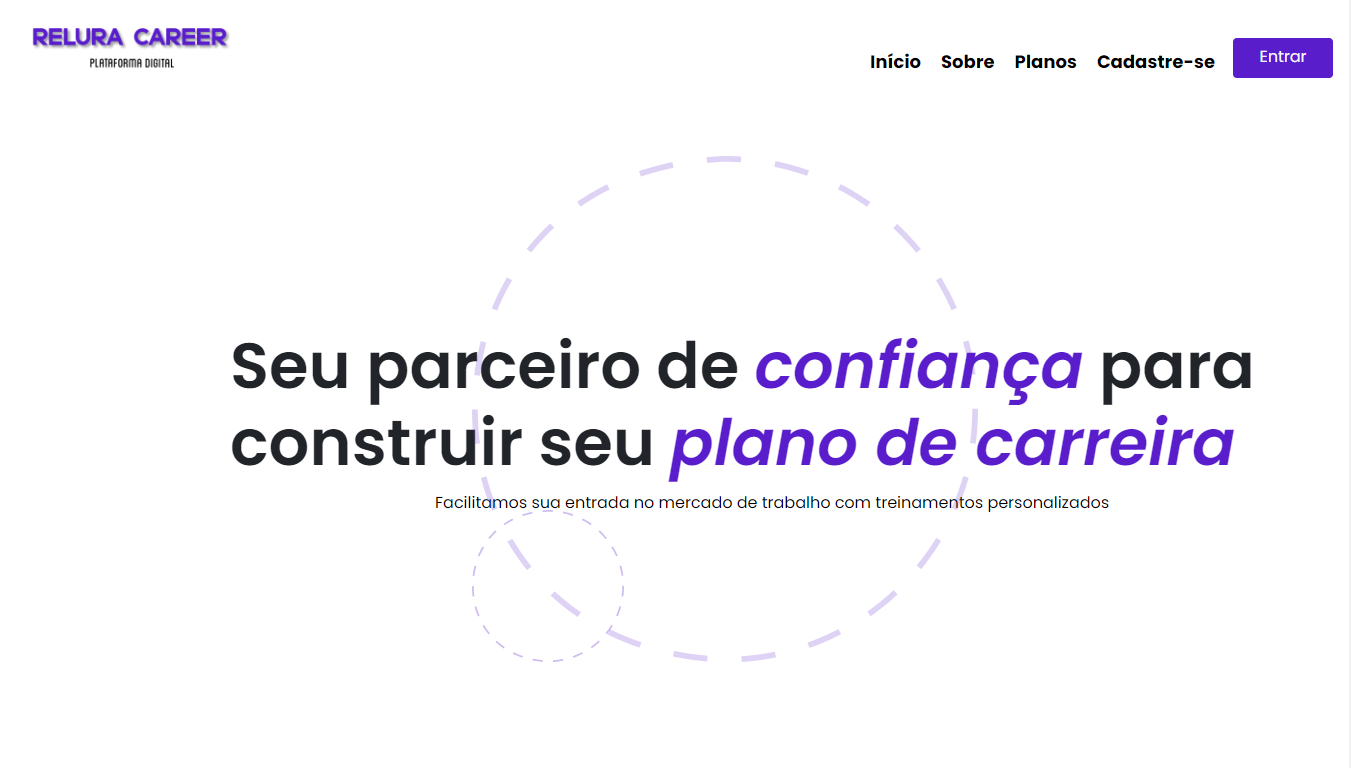 RELURA CAREER
PLATAFORMA DIGITAL
Início Sobre Planos Cadastre-se Entrar
Seu parceiro de confiança para
construir seu plano de carreira
Facilitamos sua entrada no mercado de trabalho com treinamentos personalizados